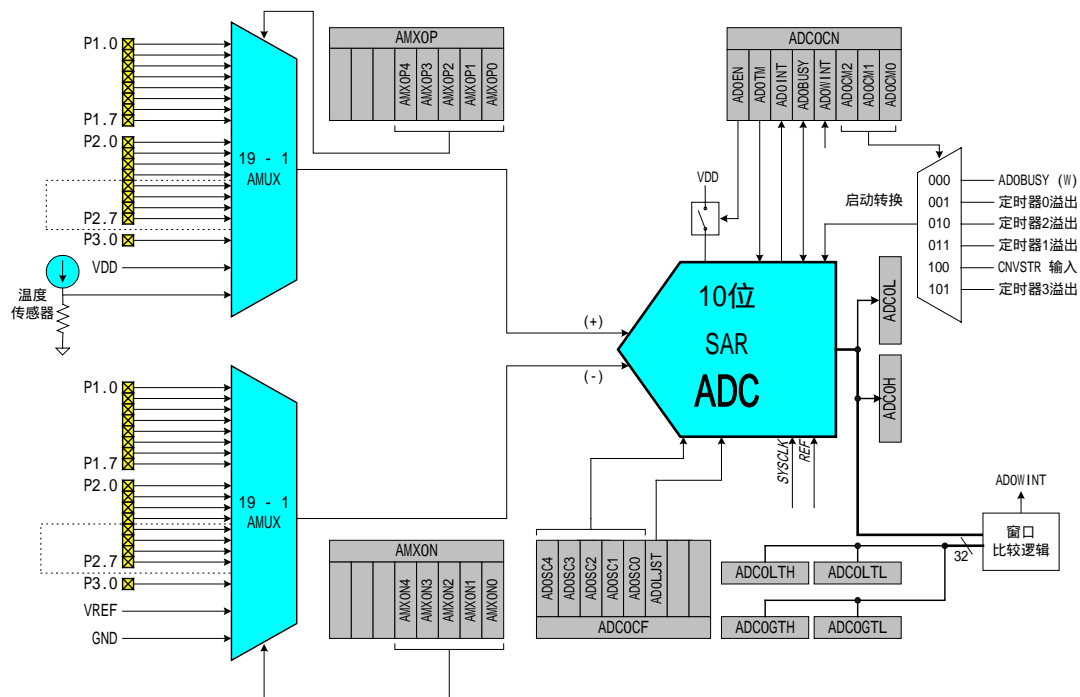 P1.0
P1.7
P2.0
P2.7
P3.0
VDD
温度
传感器
19 - 1
AMUX
AMX0P
AMX0P4
AMX0P3
AMX0P2
AMX0P1
AMX0P0
ADC0CN
AD0EN
AD0TM
AD0INT
AD0BUSY
AD0WINT
AD0CM2
AD0CM1
AD0CM0
VDD
启动转换
000
001
010
011
100
101
AD0BUSY (W)
定时器0溢出
定时器2溢出
定时器1溢出
CNVSTR 输入
定时器3溢出
(+)
(-)
10位
SAR
ADC
ADC0L
ADC0H
SYSCLK
REF
P1.0
P1.7
P2.0
P2.7
P3.0
VREF
GND
19 - 1
AMUX
AMX0N
AMX0N4
AMX0N3
AMX0N2
AMX0N1
AMX0N0
AD0SC4
AD0SC3
AD0SC2
AD0SC1
AD0SC0
AD0LJST
ADC0CF
AD0WINT
窗口
比较逻辑
32
ADC0LTH
ADC0LTL
ADC0GTH
ADC0GTL